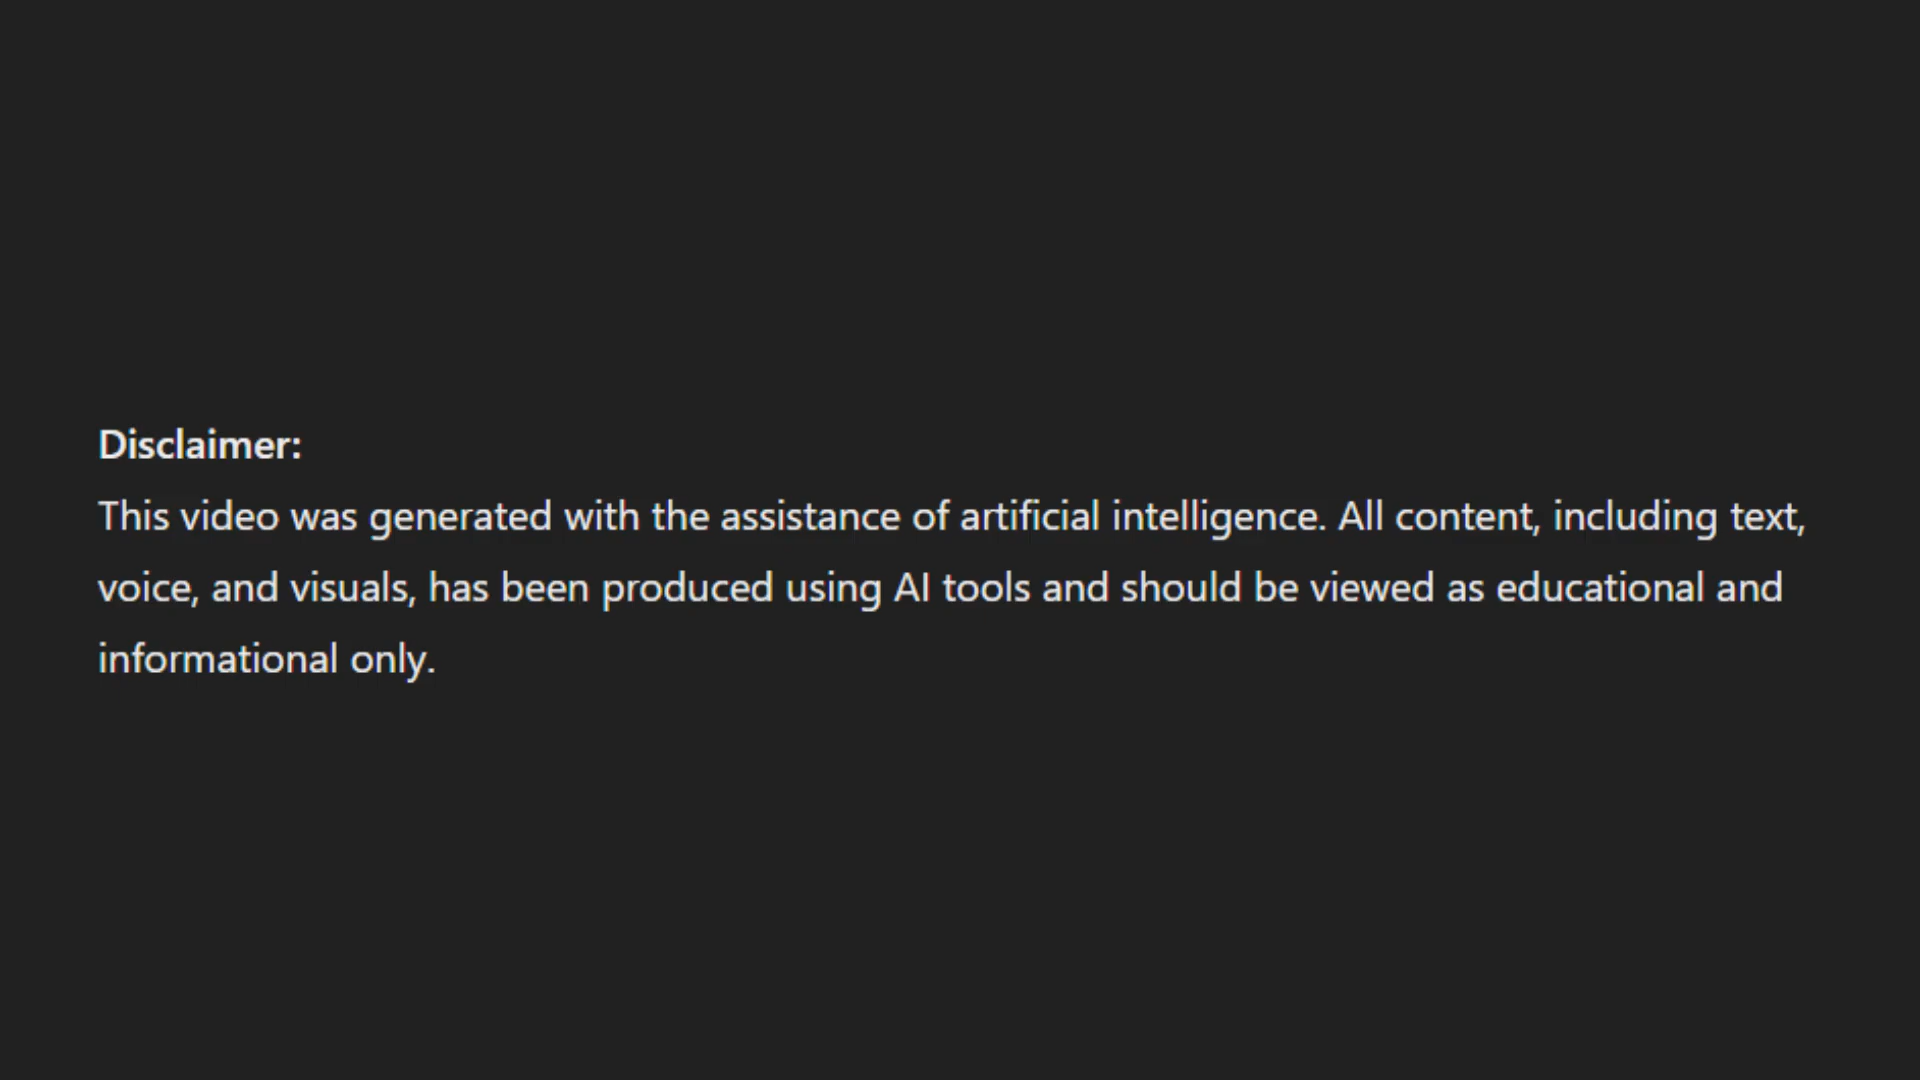 Disclaimer:
This video was generated with the assistance of artificial intelligence. All content, including text,
voice, and visuals, has been produced using AI tools and should be viewed as educational and
informational only.